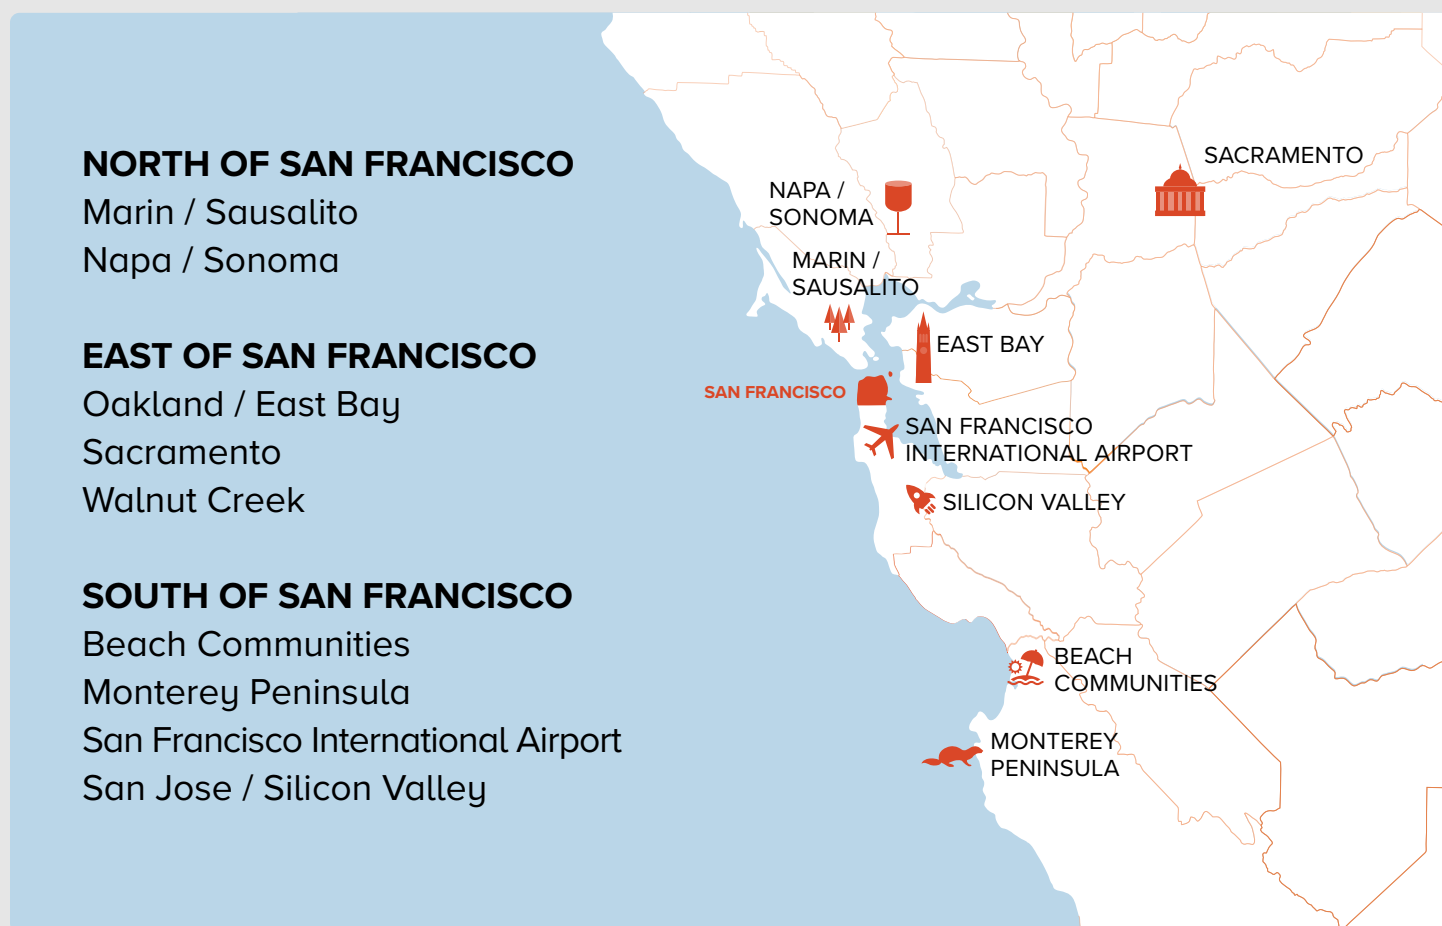 NORTH OF SAN FRANCISCO
Marin / Sausalito
Napa / Sonoma
EAST OF SAN FRANCISCO
Oakland / East Bay
Sacramento
Walnut Creek
SOUTH OF SAN FRANCISCO
Beach Communities
Monterey Peninsula
San Francisco International Airport
San Jose / Silicon Valley
SACRAMENTO
NAPA /
SONOMA
MARIN /
SAUSALITO
EAST BAY
SAN FRANCISCO
SAN FRANCISCO
INTERNATIONAL AIRPORT
SILICON VALLEY
BEACH
COMMUNITIES
MONTEREY
PENINSULA